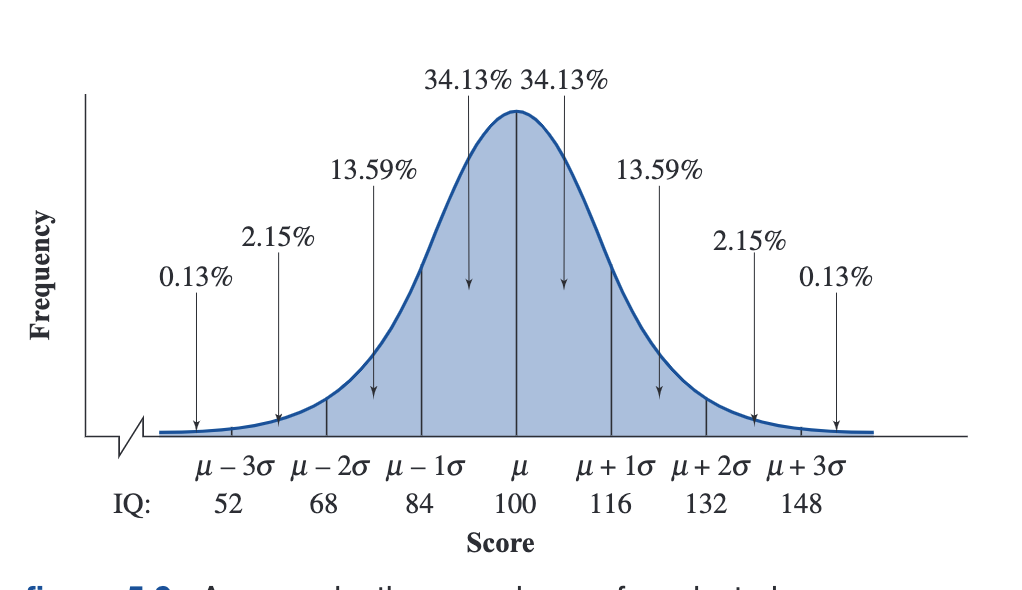 34.13% 34.13%
13.59% 13.59%
2.15% 2.15%
0.13% 0.13%
Frequency
μ – 3σ μ – 2σ μ – 1σ μ μ + 1σ μ + 2σ μ + 3σ
IQ: 52 68 84 100 116 132 148
Score